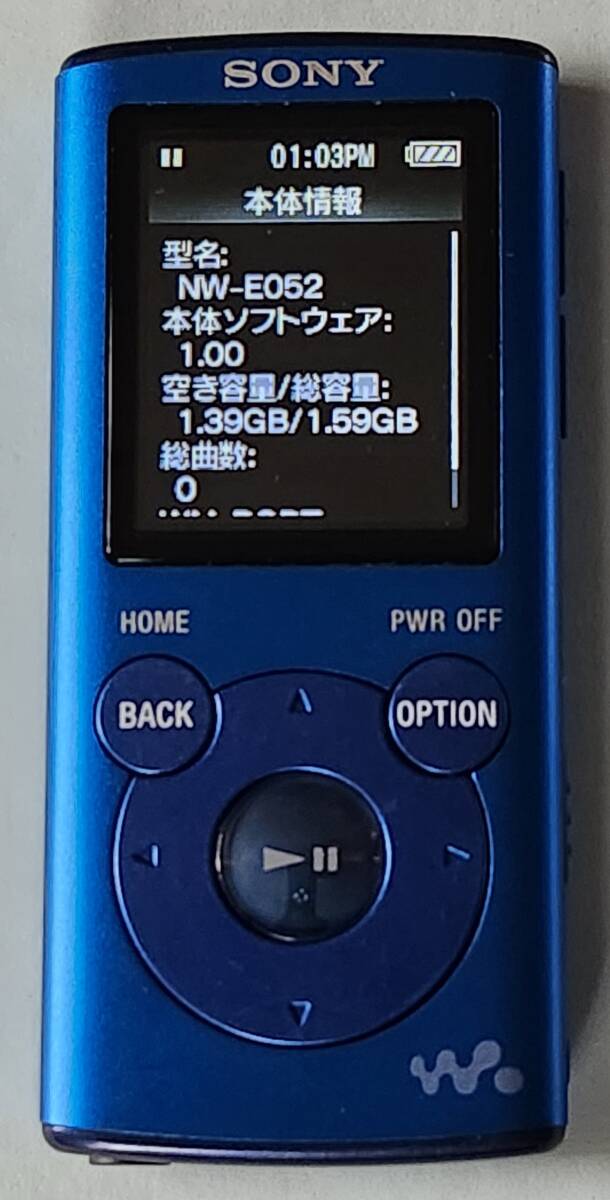 SONY
01:03PM
本体情報
型名:
NW-E052
本体ソフトウェア:
1.00
空き容量/総容量:
1.39GB/1.59GB
総曲数:
0
HOME
PWR OFF
BACK
OPTION